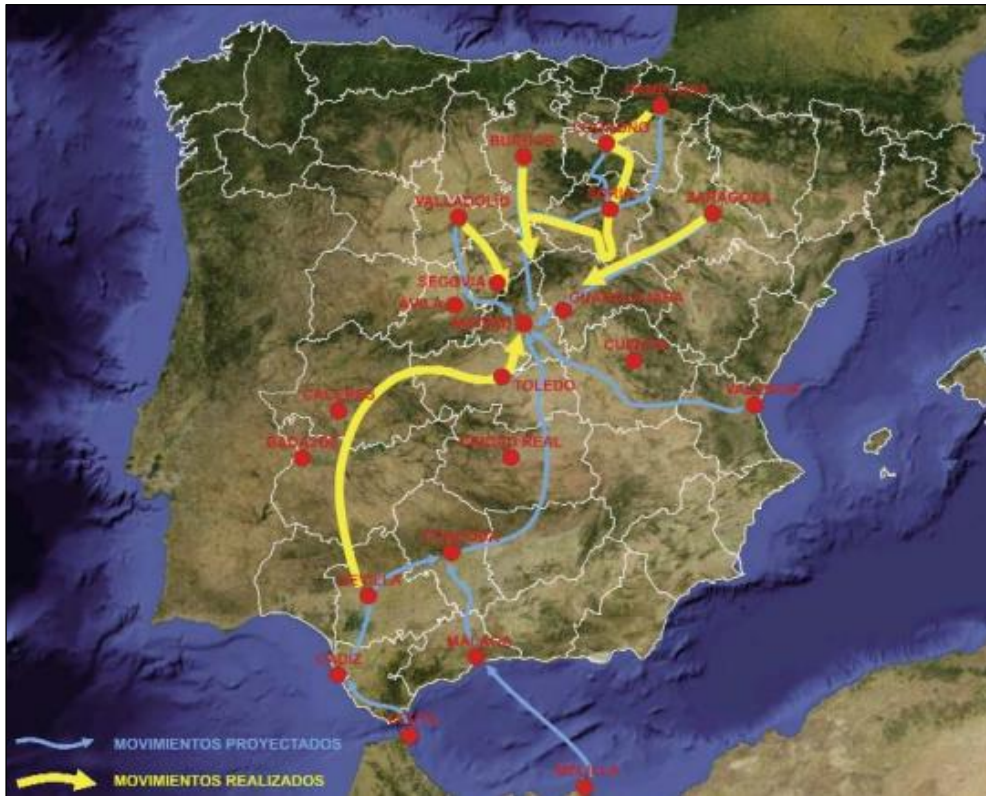 PAMPLONA
LOGROÑO
BURGOS
SORIA
ZARAGOZA
VALLADOLID
SEGOVIA
AVILA
GUADALAJARA
MADRID
CUENCA
TOLEDO
VALENCIA
CACERES
BADAJOZ
CIUDAD REAL
CORDOBA
SEVILLA
MALAGA
CADIZ
CEUTA
MELILLA
MOVIMIENTOS PROYECTADOS
MOVIMIENTOS REALIZADOS